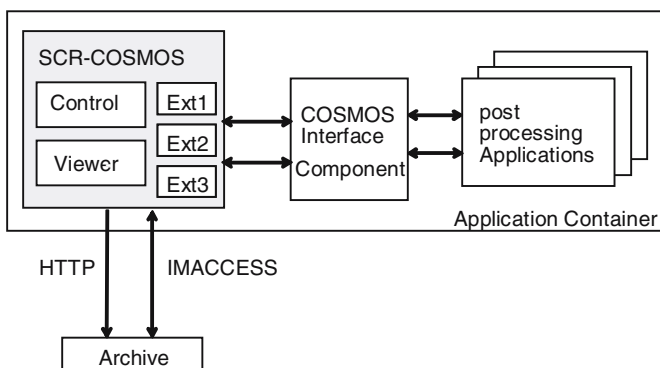 SCR-COSMOS
Control
Viewer
Ext1
Ext2
Ext3
COSMOS
Interface
Component
post
processing
Applications
Application Container
HTTP
IMACCESS
Archive